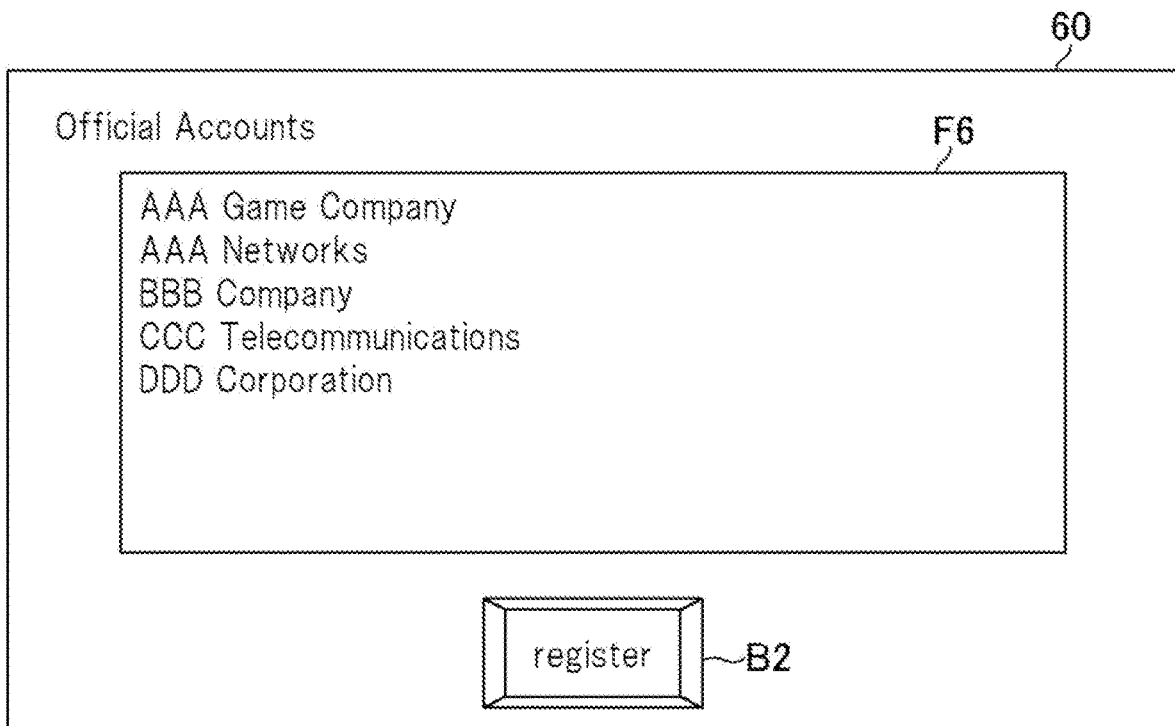 60
Official Accounts
F6
AAA Game Company
AAA Networks
BBB Company
CCC Telecommunications
DDD Corporation
register
B2